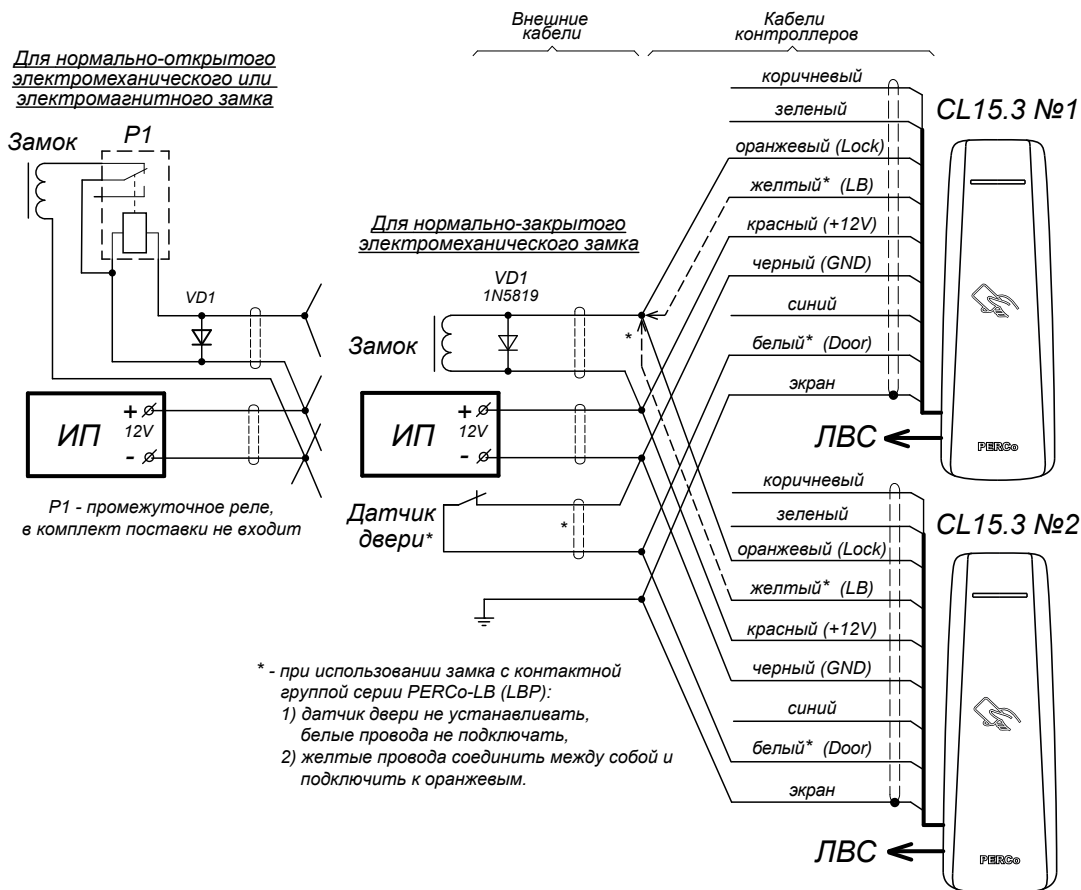 Внешние
кабели
Кабели
контроллеров
Для нормально-открытого
электромеханического или
электромагнитного замка
Замок
P1
VD1
ИП
+
12V
-
P1 - промежуточное реле,
в комплект поставки не входит
Для нормально-закрытого
электромеханического замка
VD1
1N5819
Замок
*
ИП
+
12V
-
Датчик
двери*
*
коричневый
зеленый
оранжевый (Lock)
желтый* (LB)
красный (+12V)
черный (GND)
синий
белый* (Door)
экран
CL15.3 №1
ЛВС
PERCo
коричневый
зеленый
оранжевый (Lock)
желтый* (LB)
красный (+12V)
черный (GND)
синий
белый* (Door)
экран
CL15.3 №2
ЛВС
PERCo
* - при использовании замка с контактной
группой серии PERCo-LB (LBP):
1) датчик двери не устанавливать,
белые провода не подключать,
2) желтые провода соединить между собой и
подключить к оранжевым.